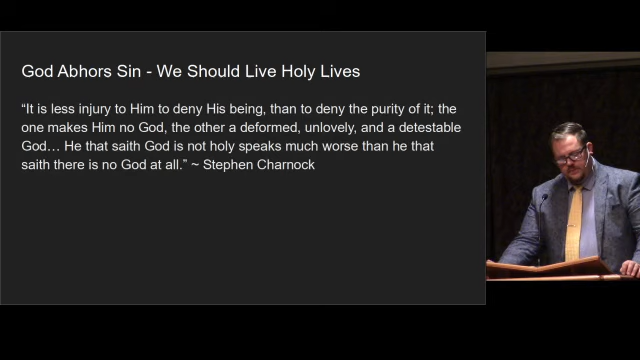 God Abhors Sin - We Should Live Holy Lives
“It is less injury to Him to deny His being, than to deny the purity of it; the
one makes Him no God, the other a deformed, unlovely, and a detestable
God… He that saith God is not holy speaks much worse than he that
saith there is no God at all.” ~ Stephen Charnock